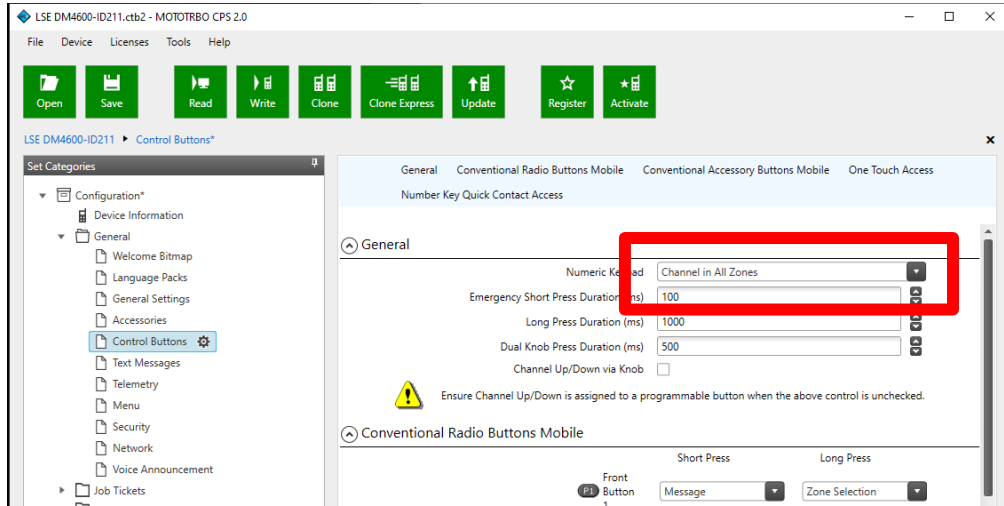 LSE DM4600-ID211.ctb2 - MOTOTRBO CPS 2.0
File Device Licenses Tools Help
Open Save Read Write Clone Clone Express Update Register Activate
LSE DM4600-ID211 Control Buttons*
Set Categories
Configuration*
Device Information
General
Welcome Bitmap
Language Packs
General Settings
Accessories
Control Buttons
Text Messages
Telemetry
Menu
Security
Network
Voice Announcement
Job Tickets
General Conventional Radio Buttons Mobile Conventional Accessory Buttons Mobile One Touch Access
Number Key Quick Contact Access
General
Numeric Keypad Channel in All Zones
Emergency Short Press Duration (ms) 100
Long Press Duration (ms) 1000
Dual Knob Press Duration (ms) 500
Channel Up/Down via Knob
Ensure Channel Up/Down is assigned to a programmable button when the above control is unchecked.
Conventional Radio Buttons Mobile
Short Press Long Press
P1 Front Button 1 Message Zone Selection